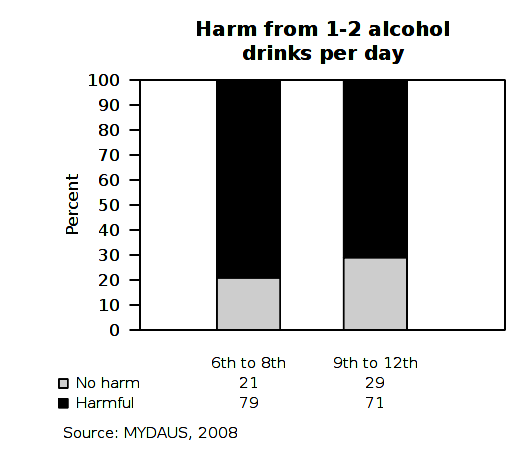 Harm from 1-2 alcohol
drinks per day
Percent
100
90
80
70
60
50
40
30
20
10
0
6th to 8th 9th to 12th
No harm 21 29
Harmful 79 71
Source: MYDAUS, 2008